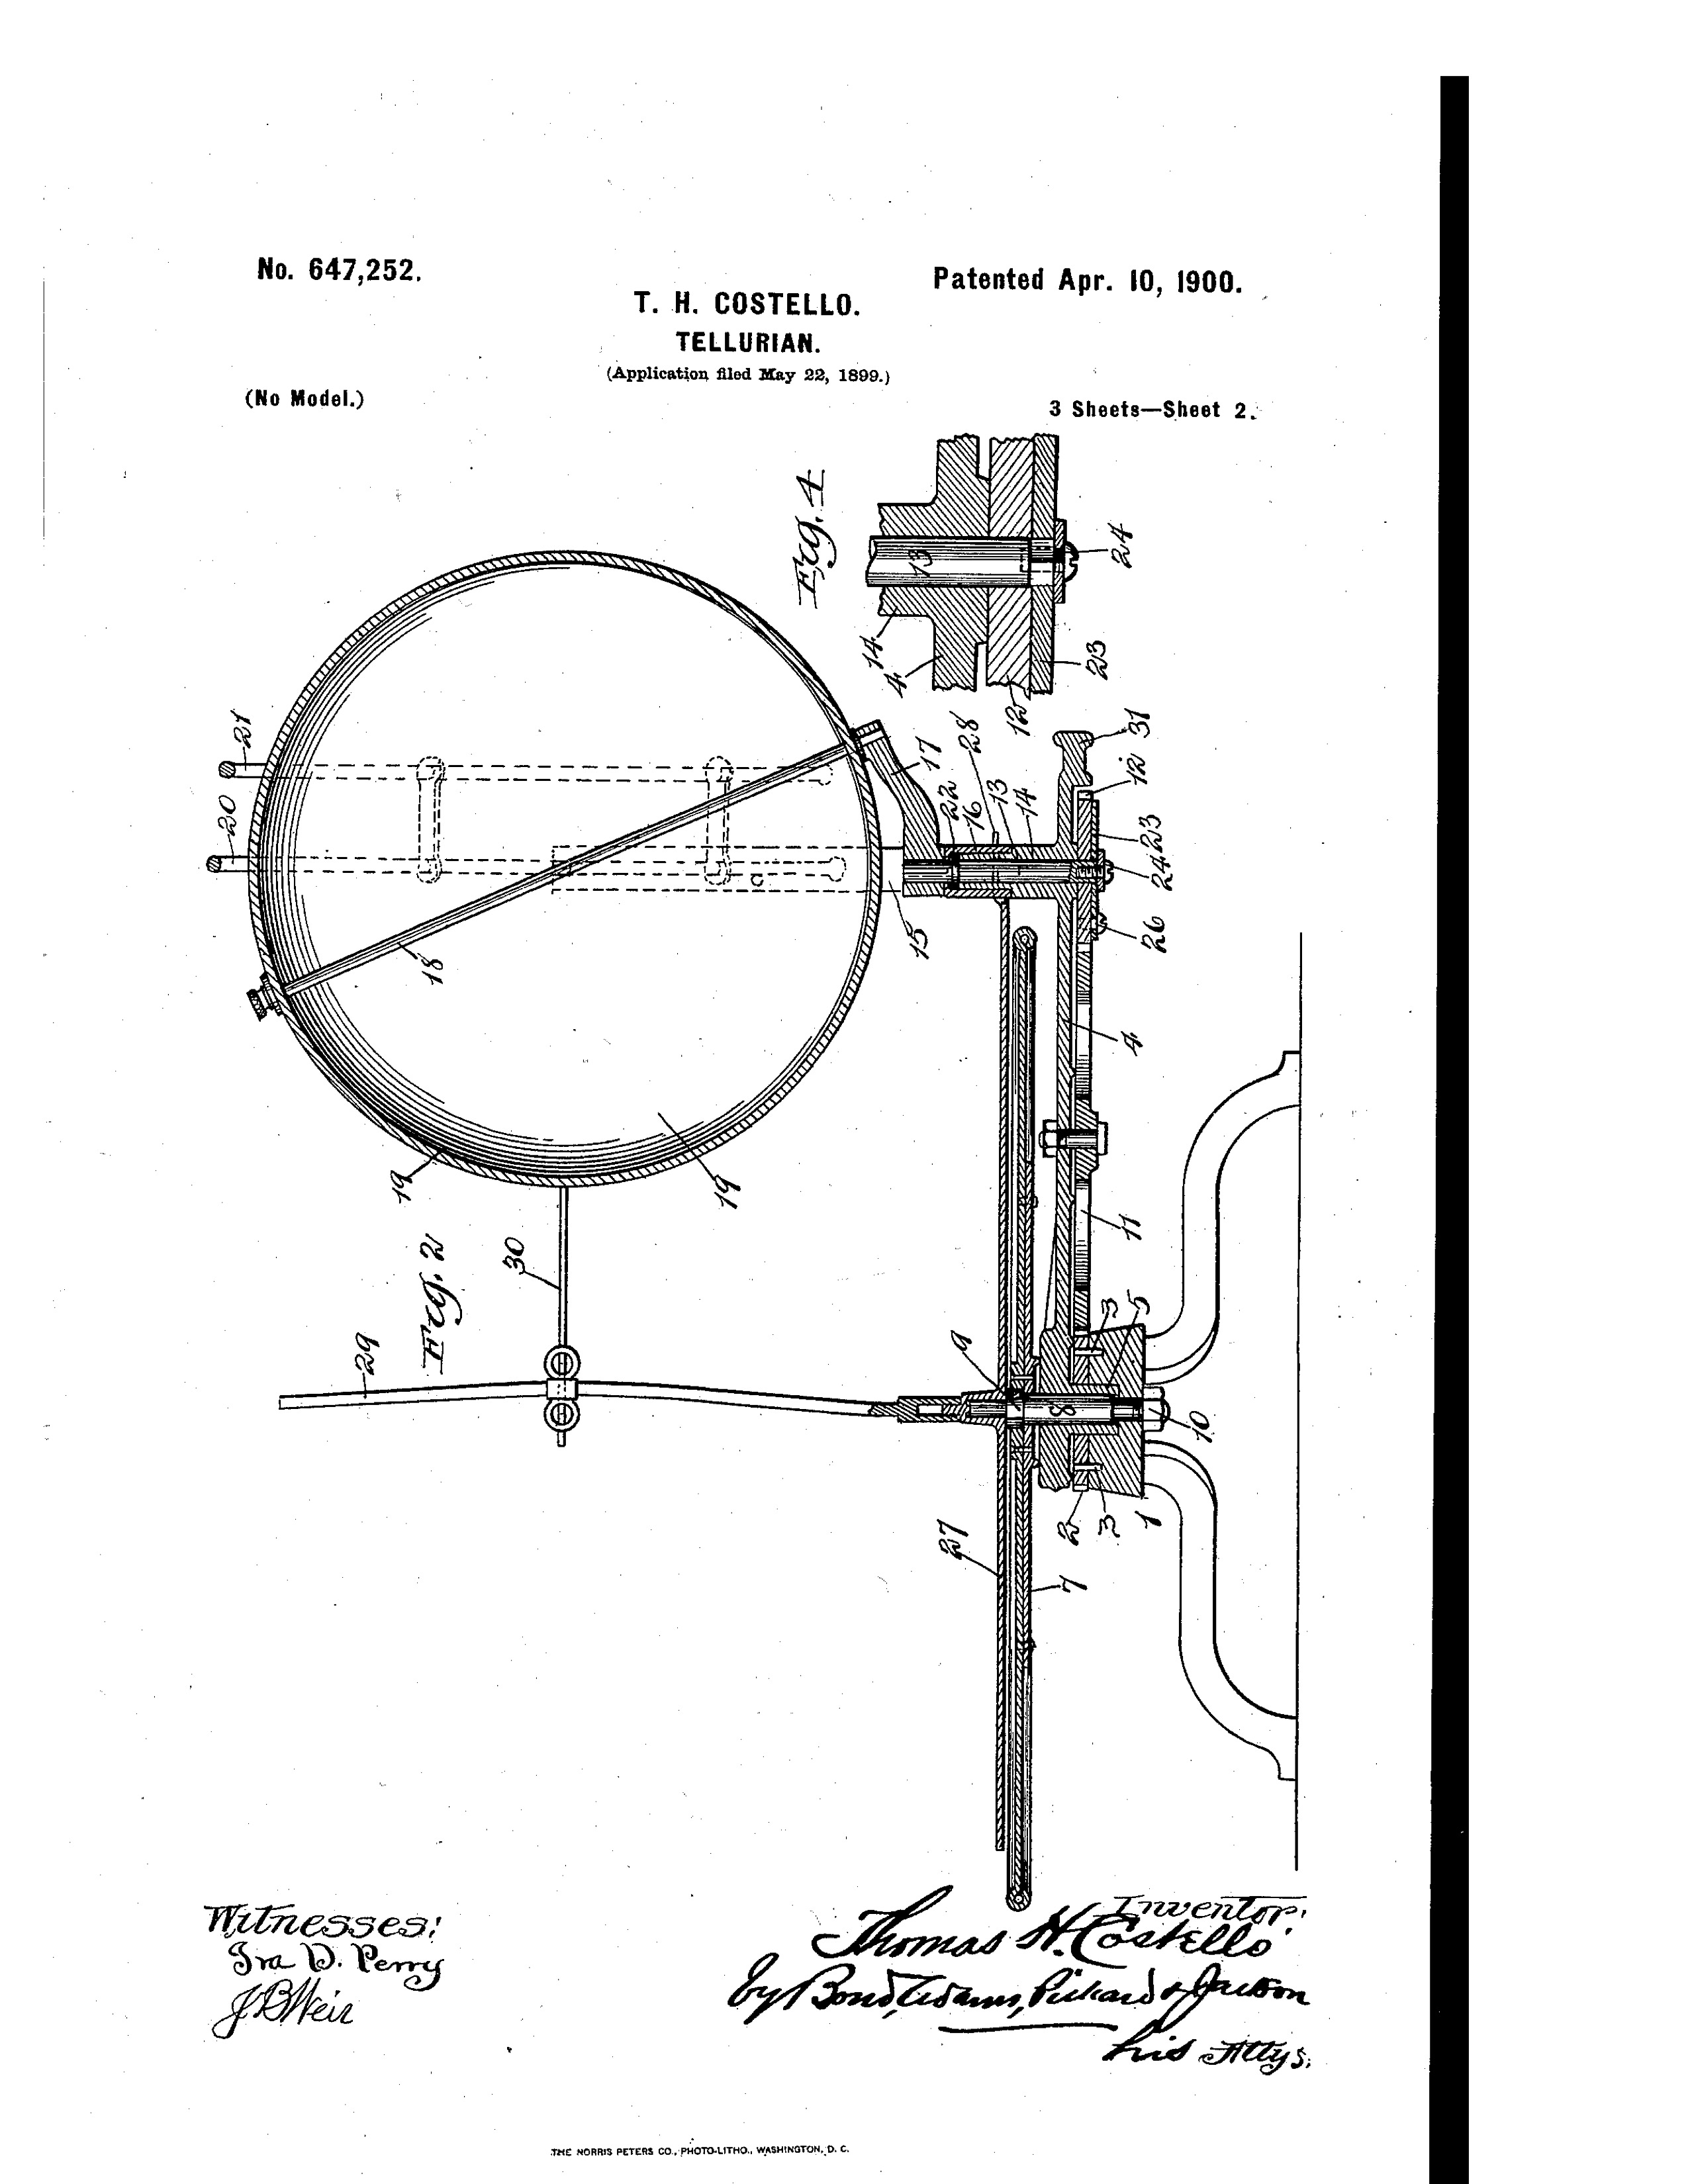 No. 647,252.
Patented Apr. 10, 1900.
T. H. COSTELLO.
TELLURIAN.
(Application filed May 22, 1899.)
(No Model.)
3 Sheets—Sheet 2.
Fig. 4
13
24
14
4
23
12
21
20
17
28
31
22
16
13
14
12
23
24
26
15
18
C
4
19
19
11
Fig. 2
30
29
9
3
5
8
10
2
3
1
27
7
Witnesses:
Ira D. Perry
J B Weir
Inventor:
Thomas H. Costello
by Bond, Adams, Pickard & Jackson
his Attys.
THE NORRIS PETERS CO., PHOTO-LITHO., WASHINGTON, D. C.